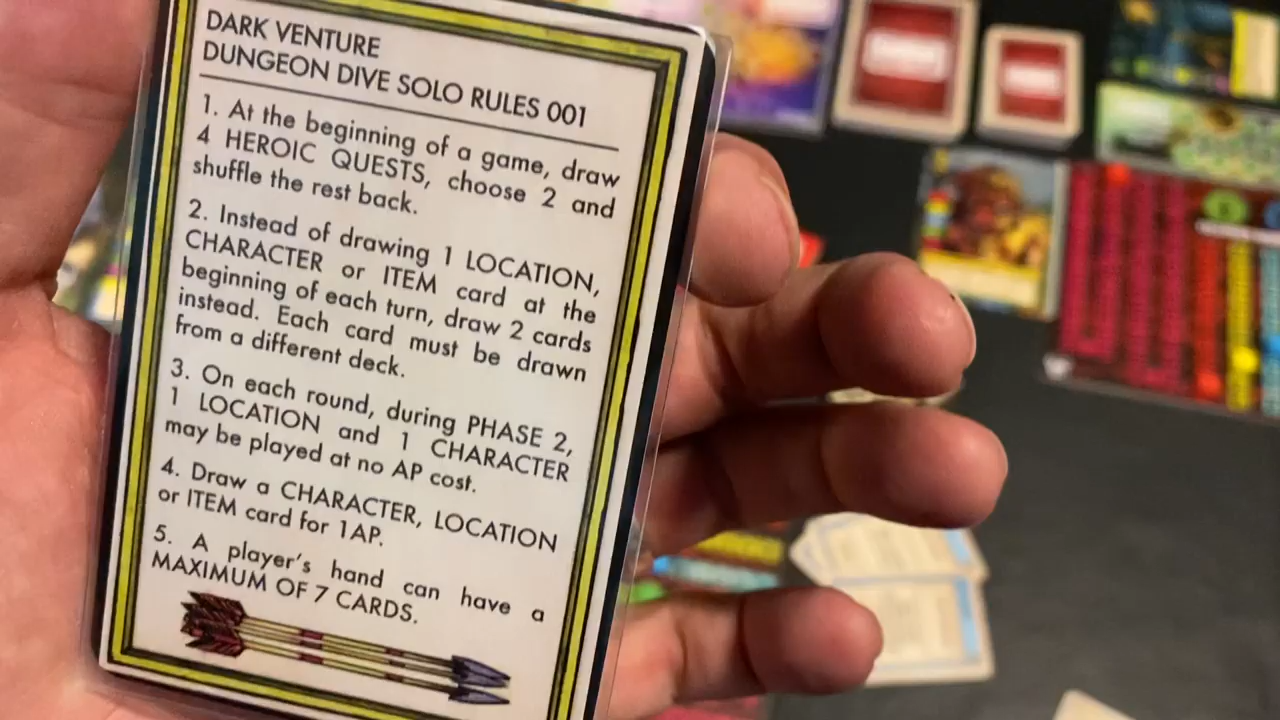 DARK VENTURE
DUNGEON DIVE SOLO RULES 001
1. At the beginning of a game, draw
4 HEROIC QUESTS, choose 2 and
shuffle the rest back.
2. Instead of drawing 1 LOCATION,
CHARACTER or ITEM card at the
beginning of each turn, draw 2 cards
instead. Each card must be drawn
from a different deck.
3. On each round, during PHASE 2,
1 LOCATION and 1 CHARACTER
may be played at no AP cost.
4. Draw a CHARACTER, LOCATION
or ITEM card for 1AP.
5. A player's hand can have a
MAXIMUM OF 7 CARDS.